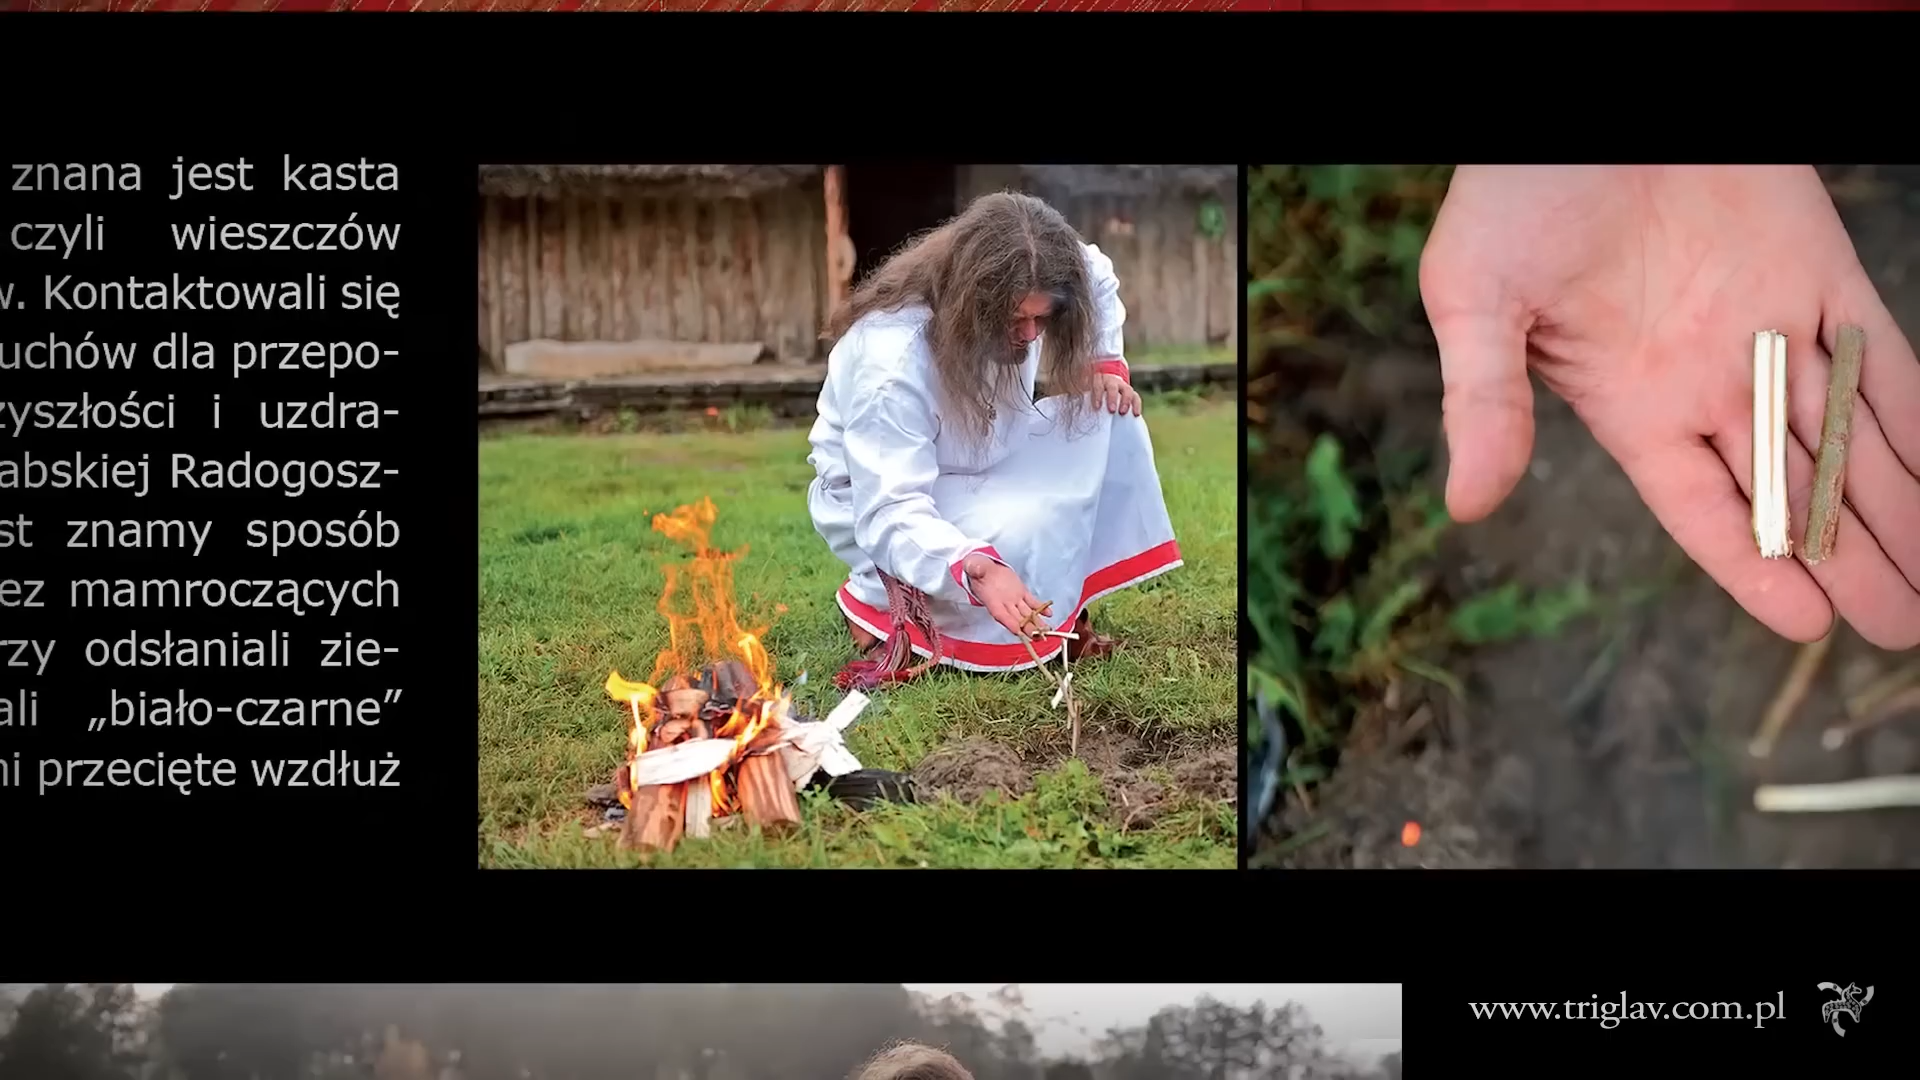 znana jest kasta
czyli wieszczów
w. Kontaktowali się
uchów dla przepo-
zyszłości i uzdra-
abskiej Radogosz-
st znamy sposób
ez mamroczących
rzy odsłaniali zie-
ali „biało-czarne”
ni przecięte wzdłuż
www.triglav.com.pl